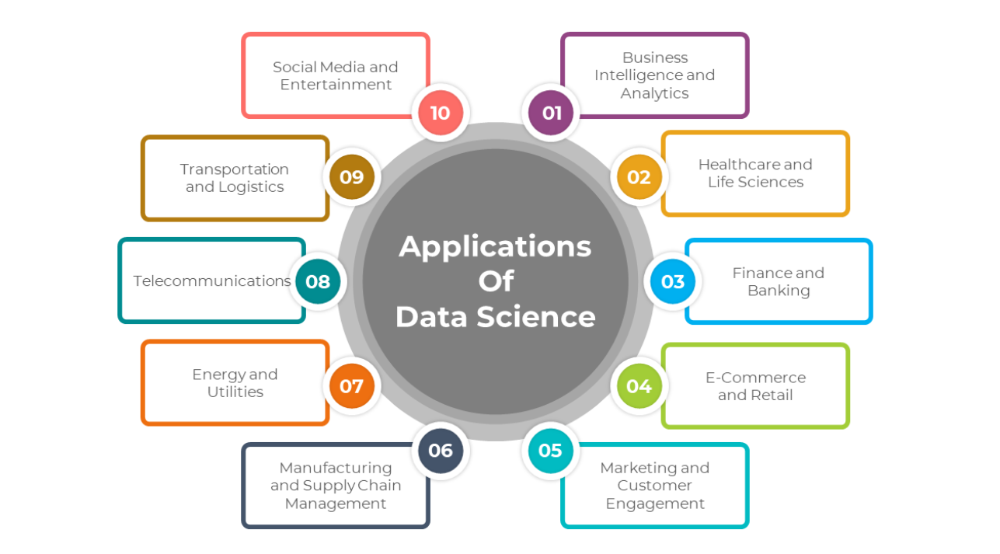 Applications
Of
Data Science
01
Business
Intelligence and
Analytics
02
Healthcare and
Life Sciences
03
Finance and
Banking
04
E-Commerce
and Retail
05
Marketing and
Customer
Engagement
06
Manufacturing
and Supply Chain
Management
07
Energy and
Utilities
08
Telecommunications
09
Transportation
and Logistics
10
Social Media and
Entertainment